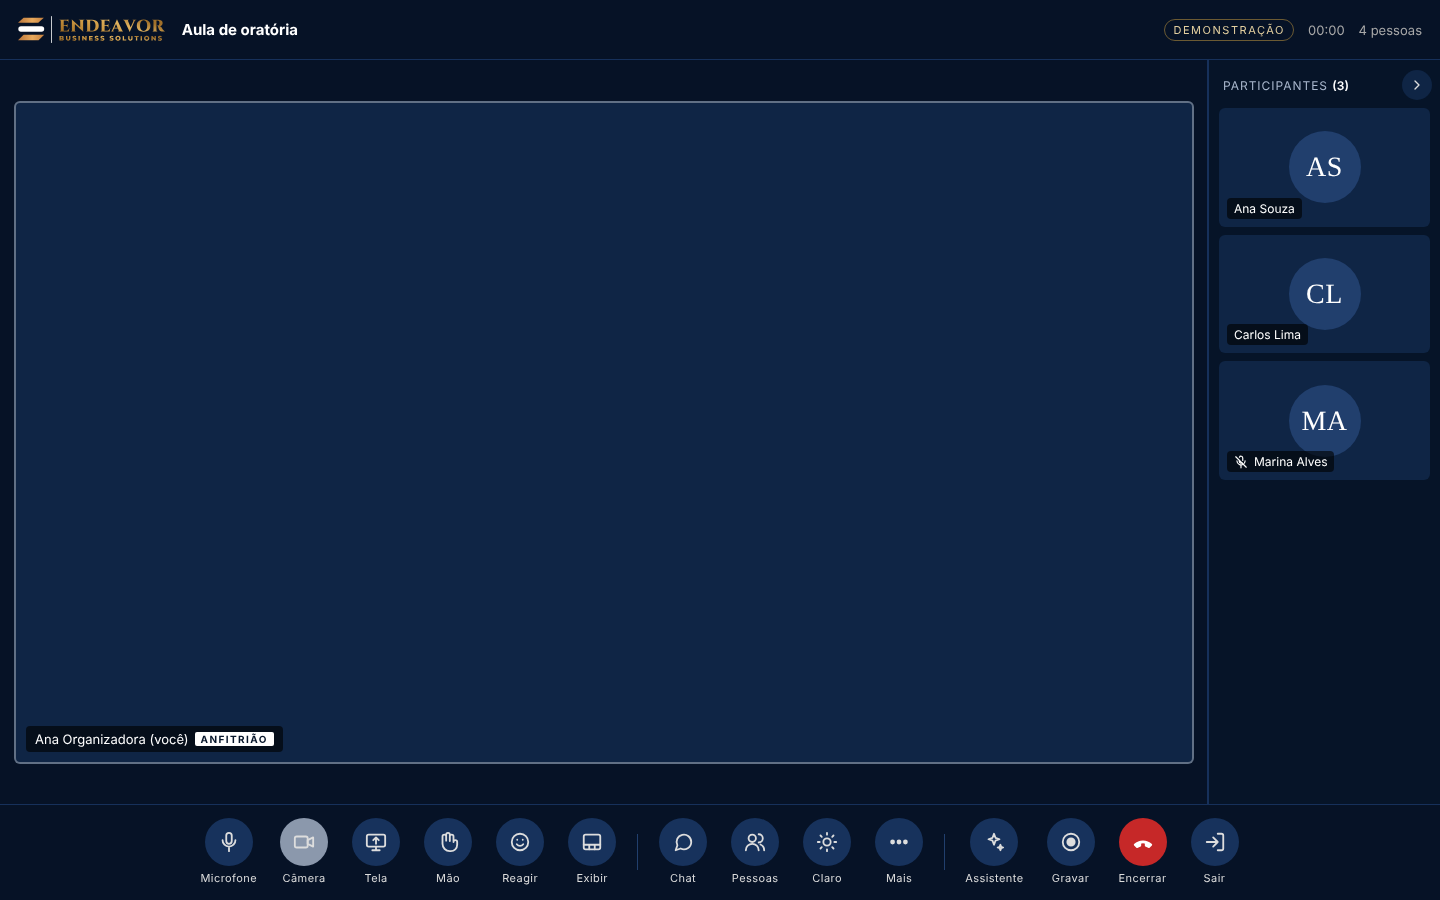 ENDEAVOR
BUSINESS SOLUTIONS
Aula de oratória
DEMONSTRAÇÃO
00:00
4 pessoas
PARTICIPANTES (3)
AS
Ana Souza
CL
Carlos Lima
MA
Marina Alves
Ana Organizadora (você) ANFITRIÃO
Microfone
Câmera
Tela
Mão
Reagir
Exibir
Chat
Pessoas
Claro
Mais
Assistente
Gravar
Encerrar
Sair